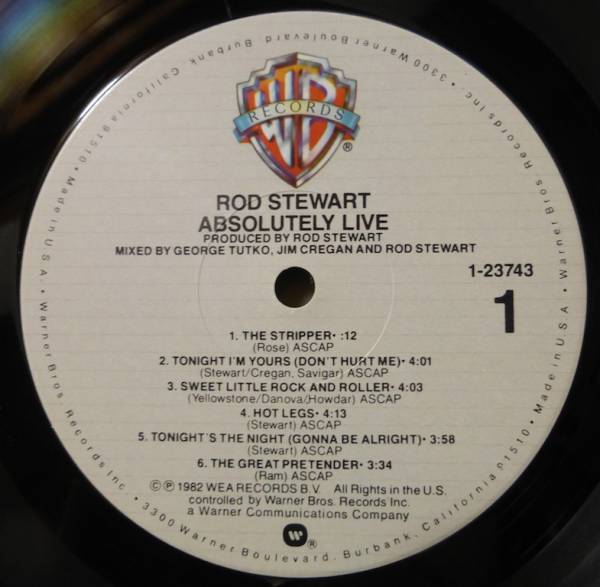 WB
RECORDS
®
ROD STEWART
ABSOLUTELY LIVE
PRODUCED BY ROD STEWART
MIXED BY GEORGE TUTKO, JIM CREGAN AND ROD STEWART
1-23743
1
1. THE STRIPPER• :12
(Rose) ASCAP
2. TONIGHT I'M YOURS (DON'T HURT ME)• 4:01
(Stewart/Cregan, Savigar) ASCAP
3. SWEET LITTLE ROCK AND ROLLER• 4:03
(Yellowstone/Danova/Howdar) ASCAP
4. HOT LEGS• 4:13
(Stewart) ASCAP
5. TONIGHT'S THE NIGHT (GONNA BE ALRIGHT)• 3:58
(Stewart) ASCAP
6. THE GREAT PRETENDER• 3:34
(Ram) ASCAP
©℗ 1982 WEA RECORDS B.V. All Rights in the U.S.
controlled by Warner Bros. Records Inc.
a Warner Communications Company
W®
Warner Bros. Records Inc. • 3300 Warner Boulevard. Burbank, California 91510 • Made in U.S.A. • Warner Bros. Records Inc. • 3300 Warner Boulevard. Burbank, California 91510 • Made in U.S.A. •